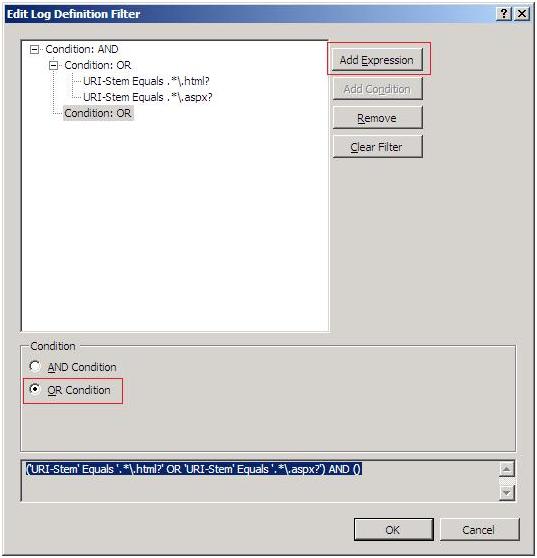 Edit Log Definition Filter
Condition: AND
Condition: OR
URI-Stem Equals .*\.html?
URI-Stem Equals .*\.aspx?
Condition: OR
Add Expression
Add Condition
Remove
Clear Filter
Condition
AND Condition
OR Condition
('URI-Stem' Equals '.*\.html?' OR 'URI-Stem' Equals '.*\.aspx?') AND ()
OK
Cancel